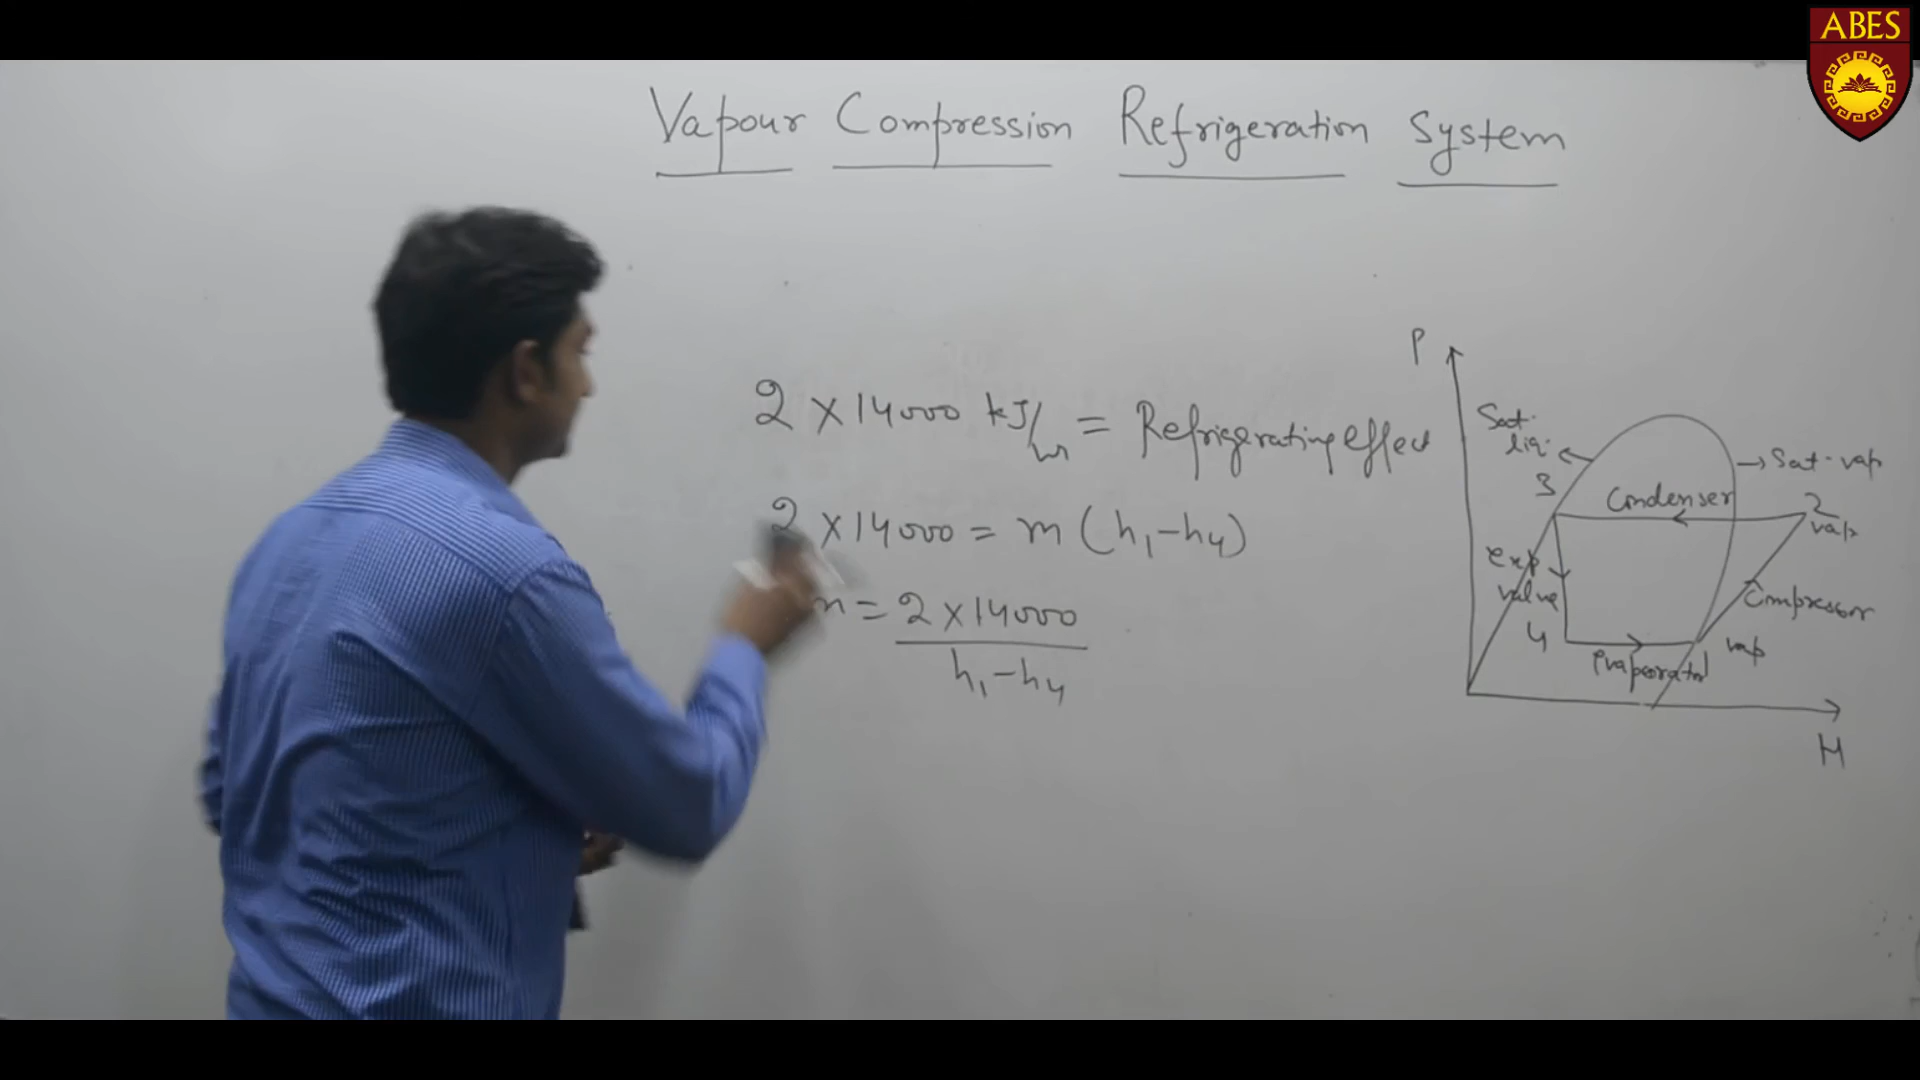 ABES
Vapour Compression Refrigeration System
2 x 14000 kJ/hr = Refrigerating effect
2 x 14000 = m (h1-h4)
m = 2 x 14000
h1-h4
P
Sat.
liq.
→ Sat-vap
3
Condenser
2
vap
exp
valve
Compressor
4
Evaporator
vap
H